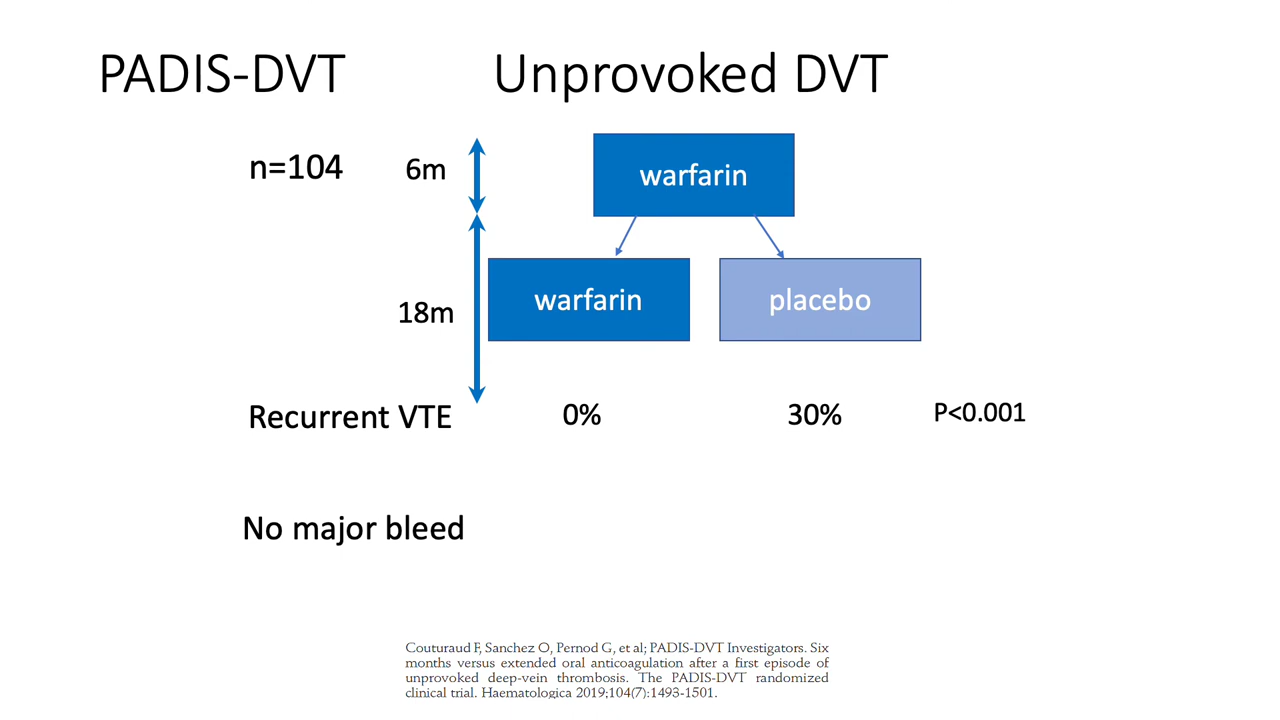 PADIS-DVT
Unprovoked DVT
n=104
6m
warfarin
18m
warfarin
placebo
Recurrent VTE
0%
30%
P<0.001
No major bleed
Couturaud F, Sanchez O, Pernod G, et al; PADIS-DVT Investigators. Six
months versus extended oral anticoagulation after a first episode of
unprovoked deep-vein thrombosis. The PADIS-DVT randomized
clinical trial. Haematologica 2019;104(7):1493-1501.